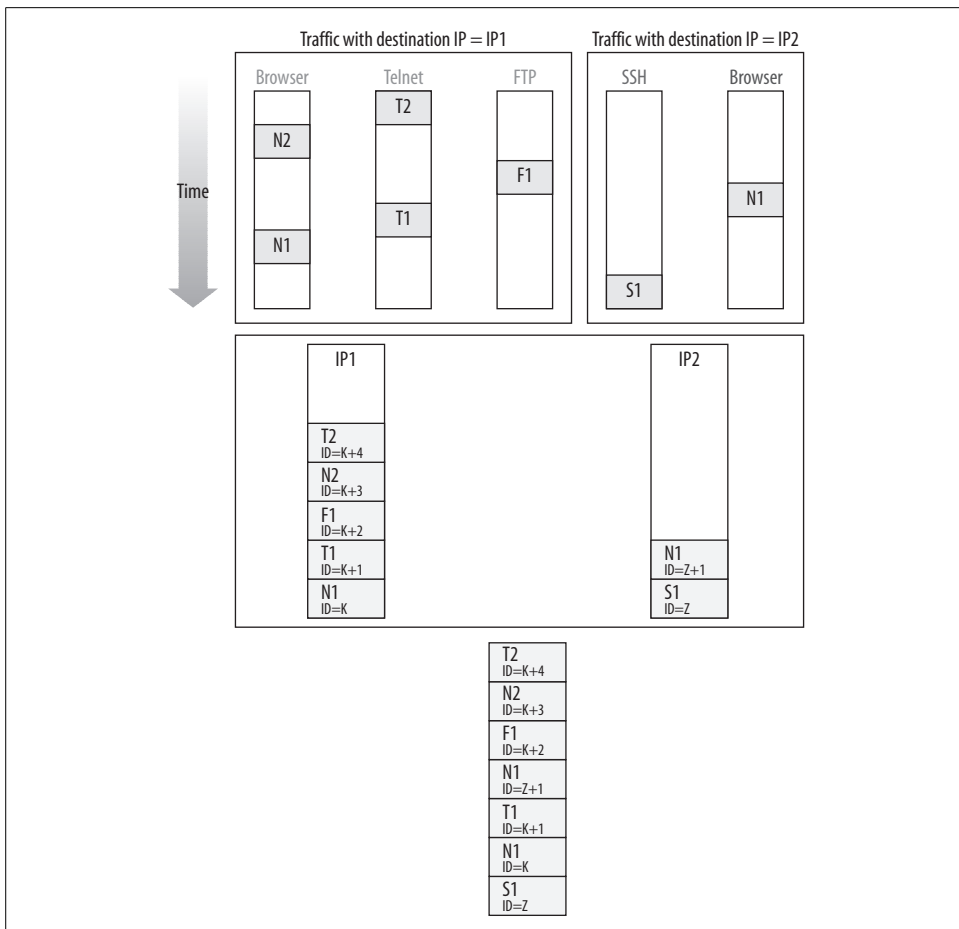 Traffic with destination IP = IP1
Traffic with destination IP = IP2
Browser
Telnet
FTP
SSH
Browser
Time
N2
N1
T2
T1
F1
S1
N1
IP1
T2
ID=K+4
N2
ID=K+3
F1
ID=K+2
T1
ID=K+1
N1
ID=K
IP2
N1
ID=Z+1
S1
ID=Z
T2
ID=K+4
N2
ID=K+3
F1
ID=K+2
N1
ID=Z+1
T1
ID=K+1
N1
ID=K
S1
ID=Z